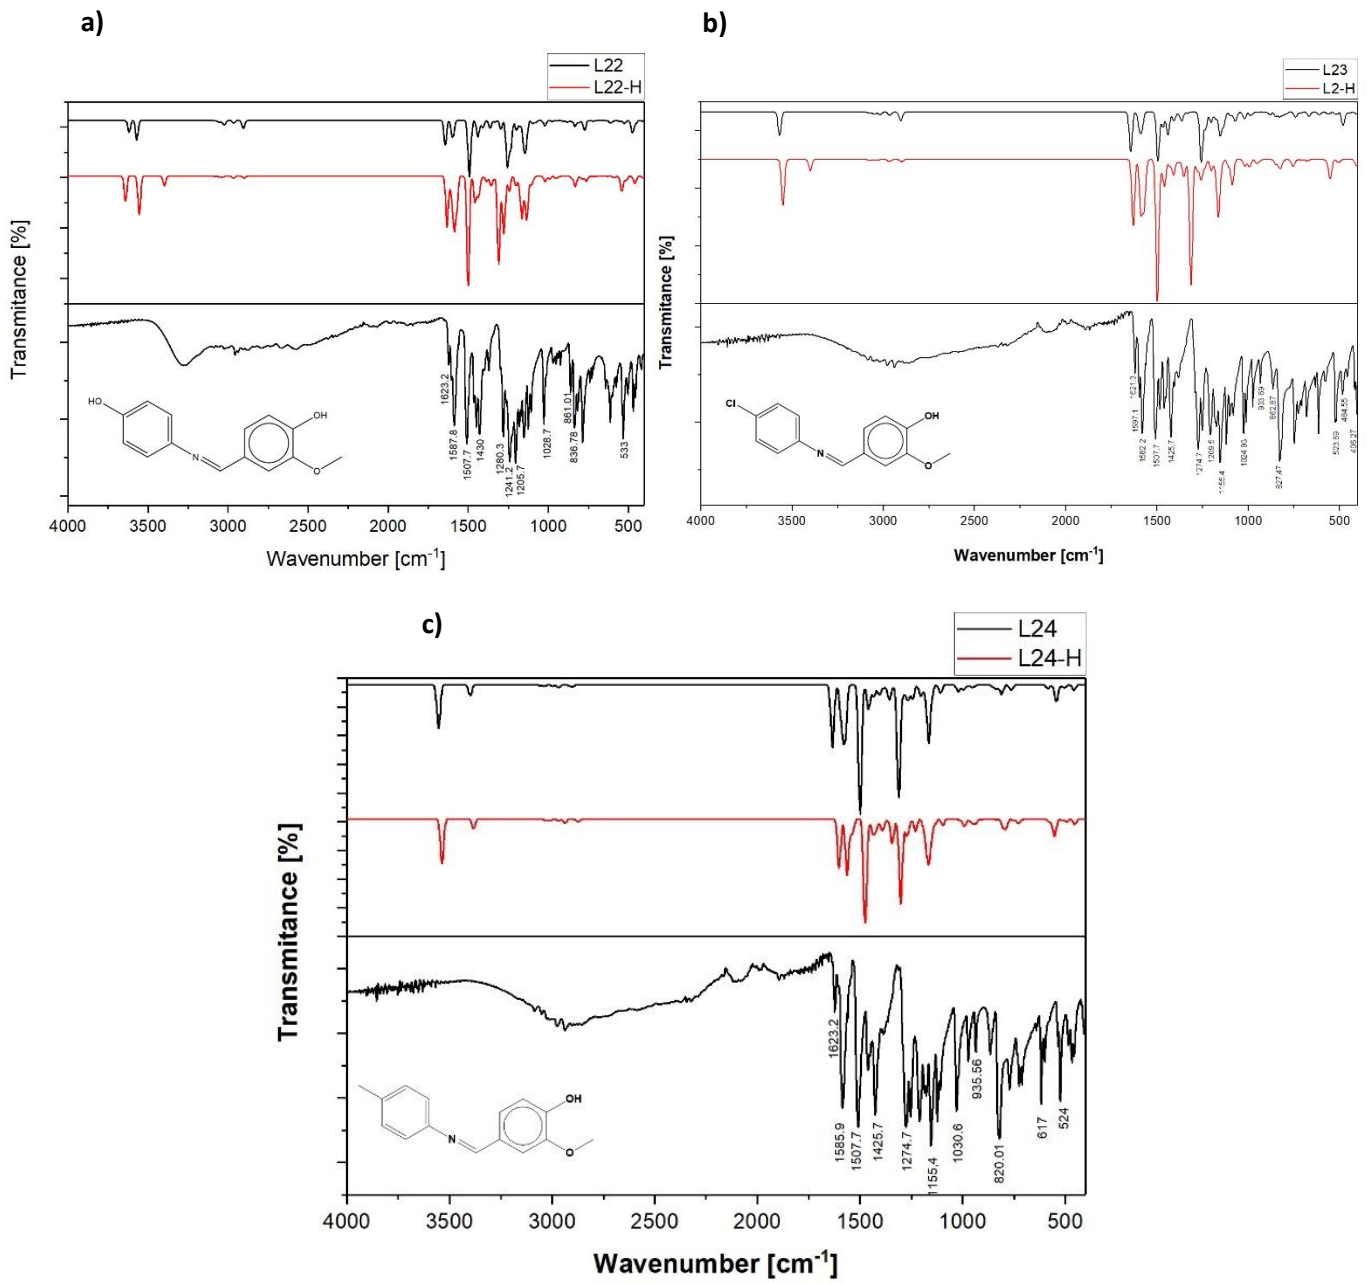 a)
L22
L22-H
Transmitance [%]
1623.2
1587.8
1507.7
1430
1280.3
1241.2
1205.7
1028.7
861.01
836.78
533
HO
N
OH
O
4000 3500 3000 2500 2000 1500 1000 500
Wavenumber [cm-1]
b)
L23
L2-H
Transmitance [%]
1621.3
1597.1
1582.2
1507.7
1425.7
1274.7
1209.5
1155.4
1024.93
933.69
862.87
827.47
523.69
484.55
406.27
Cl
N
OH
O
4000 3500 3000 2500 2000 1500 1000 500
Wavenumber [cm-1]
c)
L24
L24-H
Transmitance [%]
1623.2
1585.9
1507.7
1425.7
1274.7
1155,4
1030.6
935.56
820.01
617
524
N
OH
O
4000 3500 3000 2500 2000 1500 1000 500
Wavenumber [cm-1]